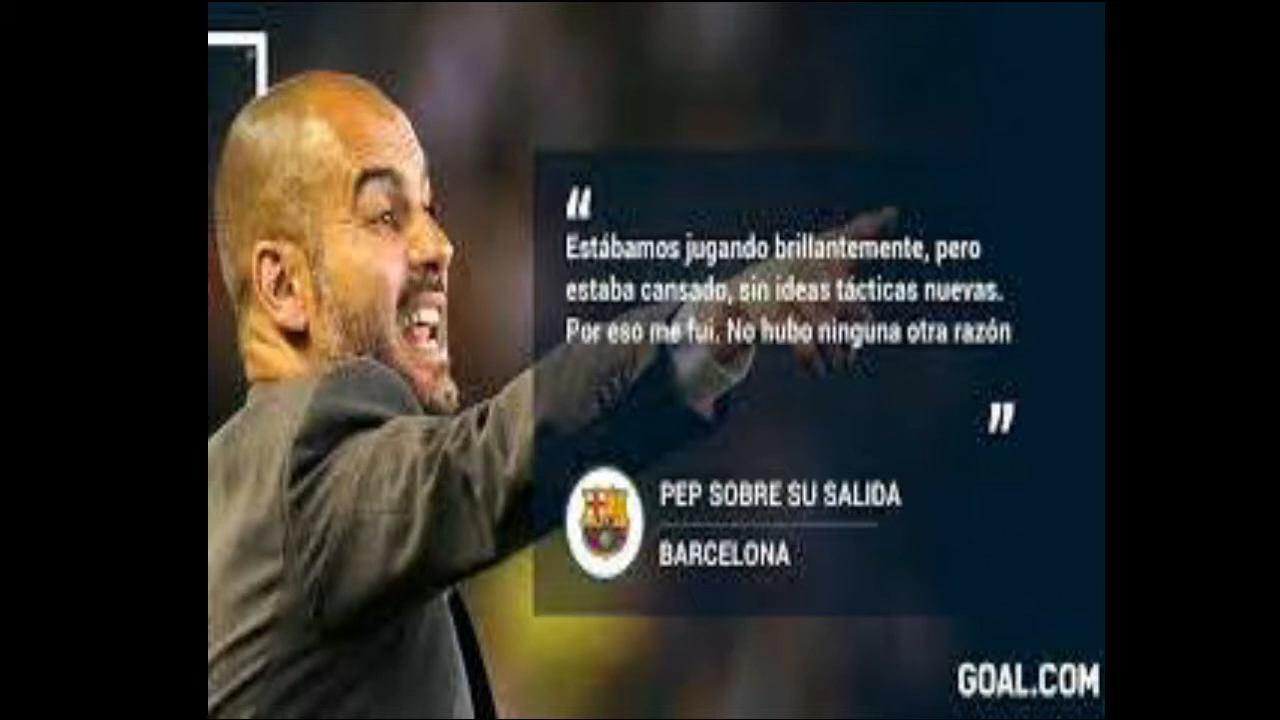 “
Estábamos jugando brillantemente, pero
estaba cansado, sin ideas tácticas nuevas.
Por eso me fui. No hubo ninguna otra razón
”
PEP SOBRE SU SALIDA
BARCELONA
GOAL.COM